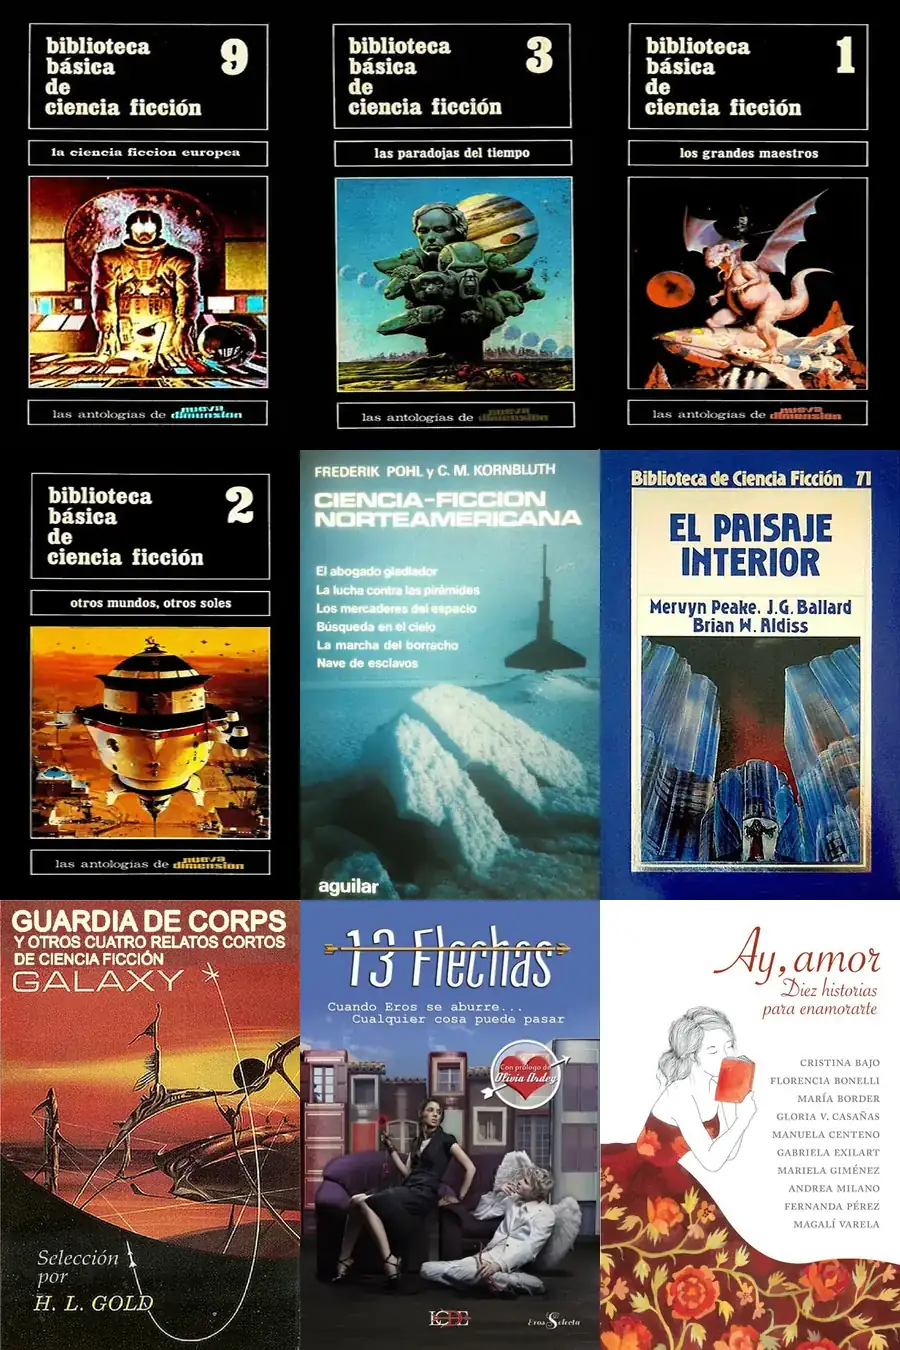 biblioteca
básica
de
ciencia ficción
9
la ciencia ficcion europea
las antologías de nueva dimension
biblioteca
básica
de
ciencia ficción
3
las paradojas del tiempo
las antologías de nueva dimension
biblioteca
básica
de
ciencia ficción
1
los grandes maestros
las antologías de nueva dimension
biblioteca
básica
de
ciencia ficción
2
otros mundos, otros soles
las antologías de nueva dimension
FREDERIK POHL y C. M. KORNBLUTH
CIENCIA-FICCION
NORTEAMERICANA
El abogado gladiador
La lucha contra las pirámides
Los mercaderes del espacio
Búsqueda en el cielo
La marcha del borracho
Nave de esclavos
aguilar
Biblioteca de Ciencia Ficción 71
EL PAISAJE
INTERIOR
Mervyn Peake. J.G. Ballard
Brian W. Aldiss
GUARDIA DE CORPS
Y OTROS CUATRO RELATOS CORTOS
DE CIENCIA FICCIÓN
GALAXY
Selección
por
H. L. GOLD
13 Flechas
Cuando Eros se aburre...
Cualquier cosa puede pasar
Con prólogo de
Olivia Ardey
Eros Selecta
Ay, amor
Diez historias
para enamorarte
CRISTINA BAJO
FLORENCIA BONELLI
MARÍA BORDER
GLORIA V. CASAÑAS
MANUELA CENTENO
GABRIELA EXILART
MARIELA GIMÉNEZ
ANDREA MILANO
FERNANDA PÉREZ
MAGALÍ VARELA